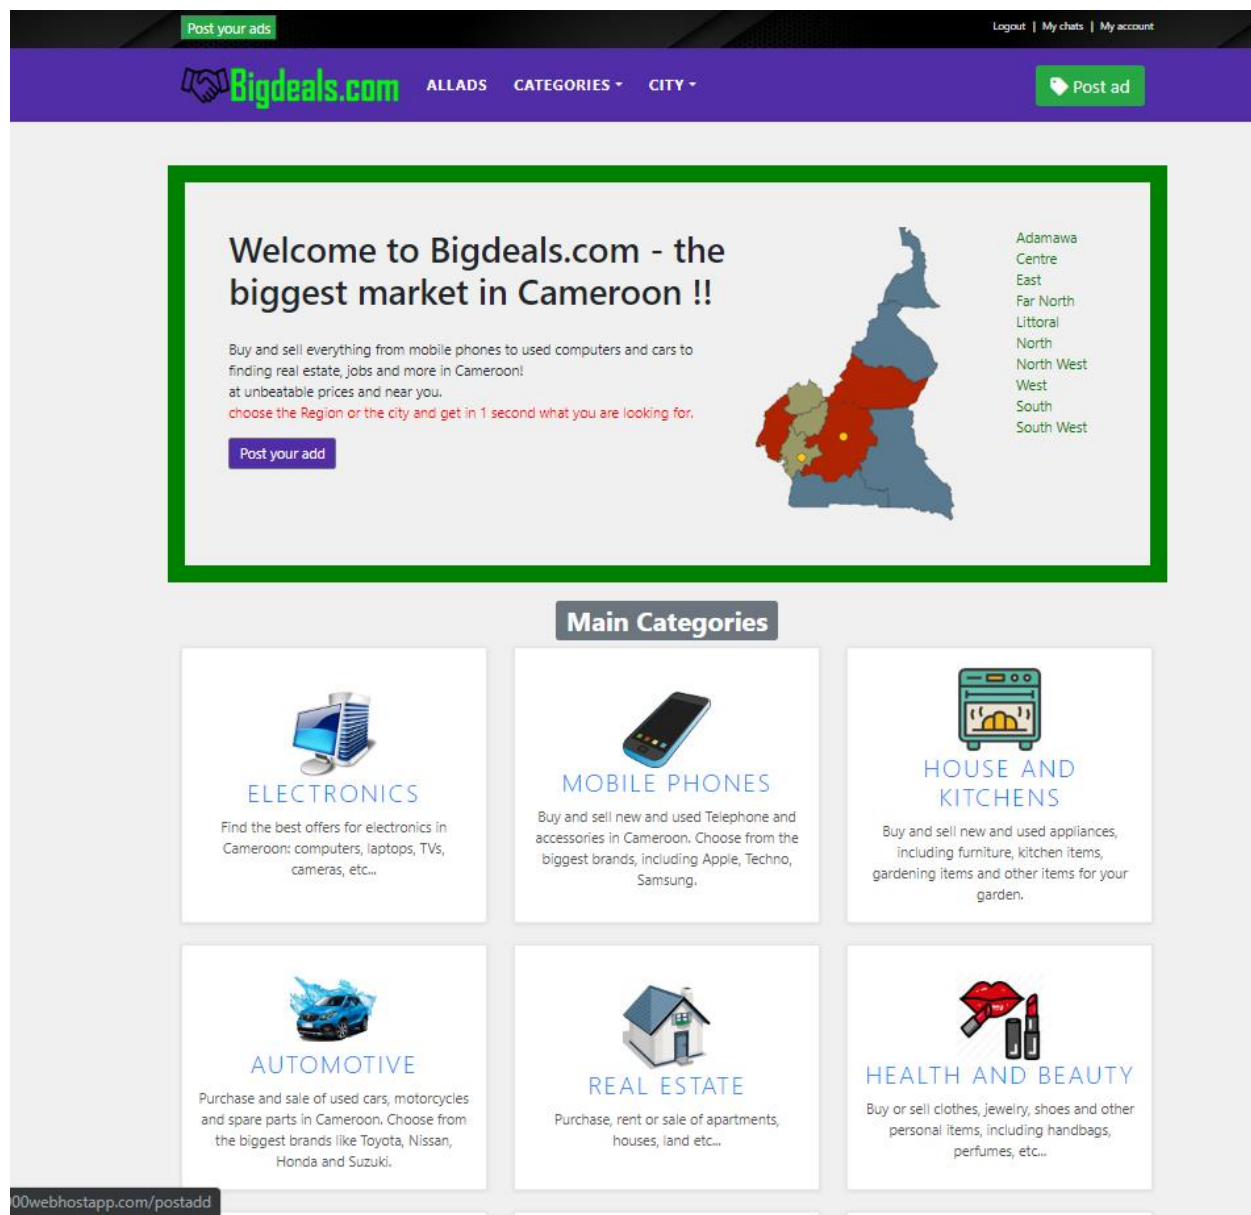 Post your ads
Logout | My chats | My account
Bigdeals.com
ALLADS CATEGORIES CITY
Post ad
Welcome to Bigdeals.com - the
biggest market in Cameroon !!
Buy and sell everything from mobile phones to used computers and cars to
finding real estate, jobs and more in Cameroon!
at unbeatable prices and near you.
choose the Region or the city and get in 1 second what you are looking for.
Post your add
Adamawa
Centre
East
Far North
Littoral
North
North West
West
South
South West
Main Categories
ELECTRONICS
Find the best offers for electronics in
Cameroon: computers, laptops, TVs,
cameras, etc...
MOBILE PHONES
Buy and sell new and used Telephone and
accessories in Cameroon. Choose from the
biggest brands, including Apple, Techno,
Samsung.
HOUSE AND
KITCHENS
Buy and sell new and used appliances,
including furniture, kitchen items,
gardening items and other items for your
garden.
AUTOMOTIVE
Purchase and sale of used cars, motorcycles
and spare parts in Cameroon. Choose from
the biggest brands like Toyota, Nissan,
Honda and Suzuki.
REAL ESTATE
Purchase, rent or sale of apartments,
houses, land etc...
HEALTH AND BEAUTY
Buy or sell clothes, jewelry, shoes and other
personal items, including handbags,
perfumes, etc...
00webhostapp.com/postadd